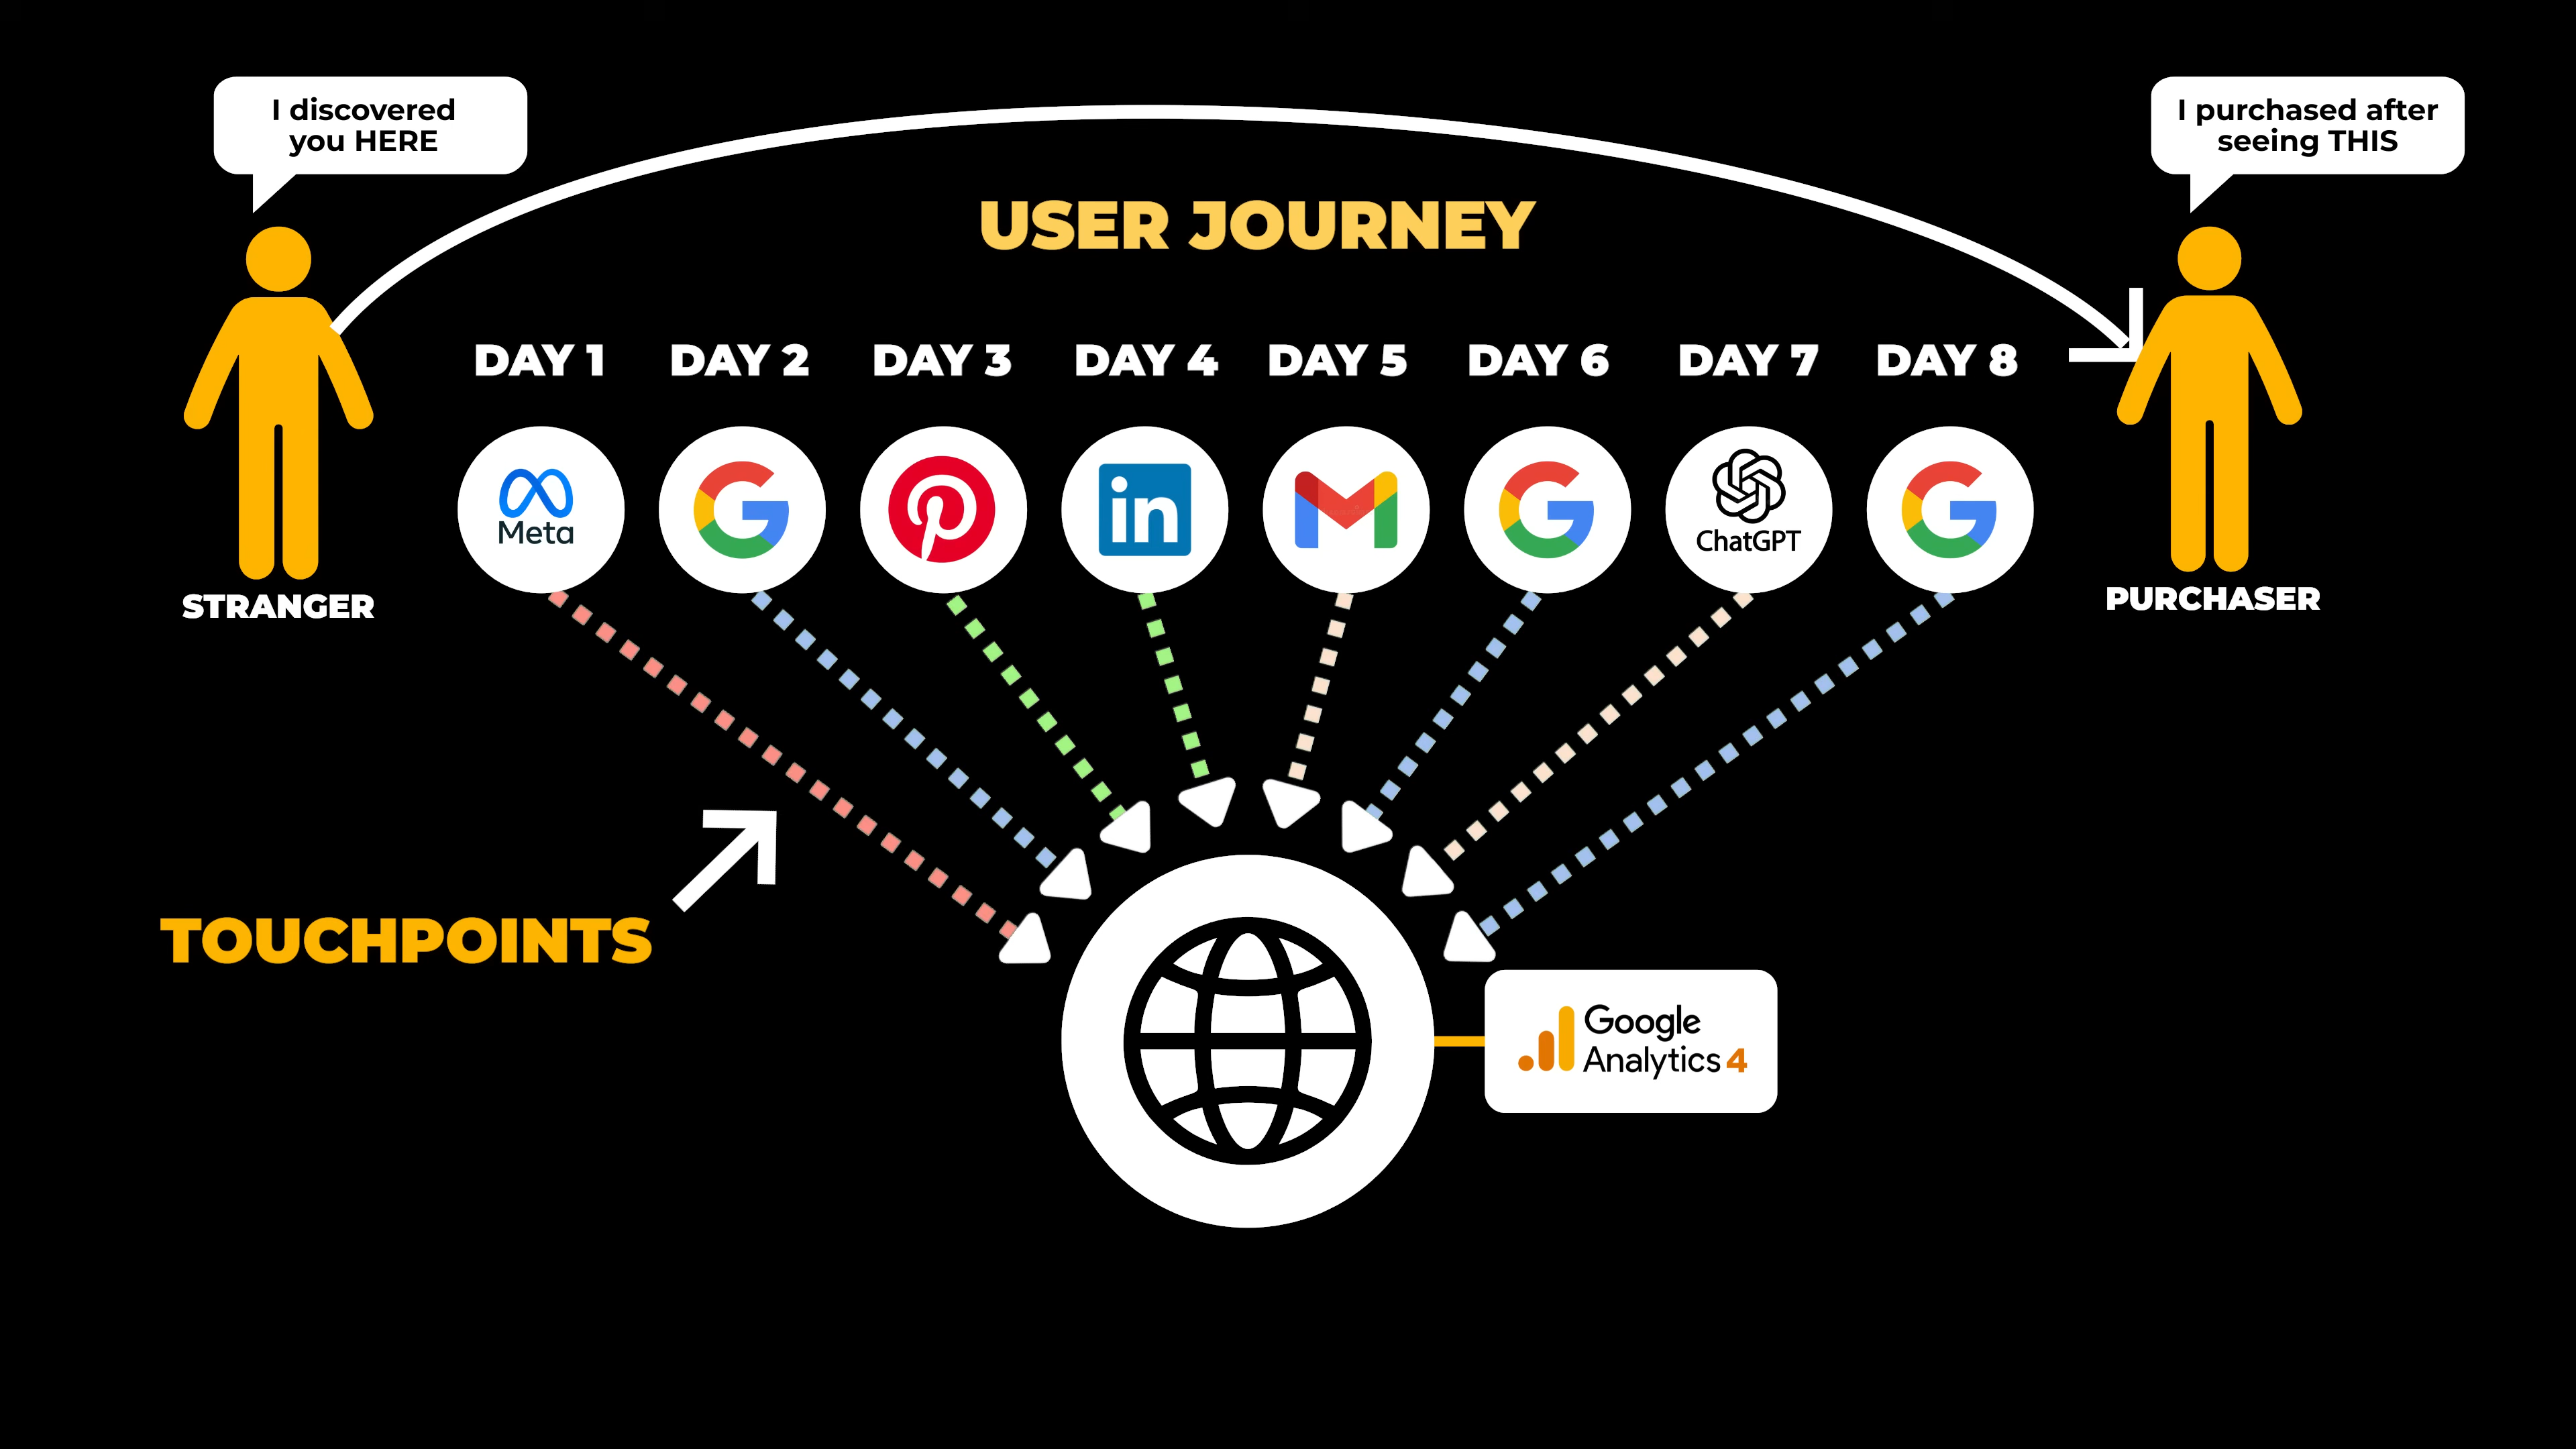 I discovered
you HERE
I purchased after
seeing THIS
USER JOURNEY
DAY 1 DAY 2 DAY 3 DAY 4 DAY 5 DAY 6 DAY 7 DAY 8
in
Meta
ChatGPT
STRANGER
PURCHASER
TOUCHPOINTS
Google
Analytics 4